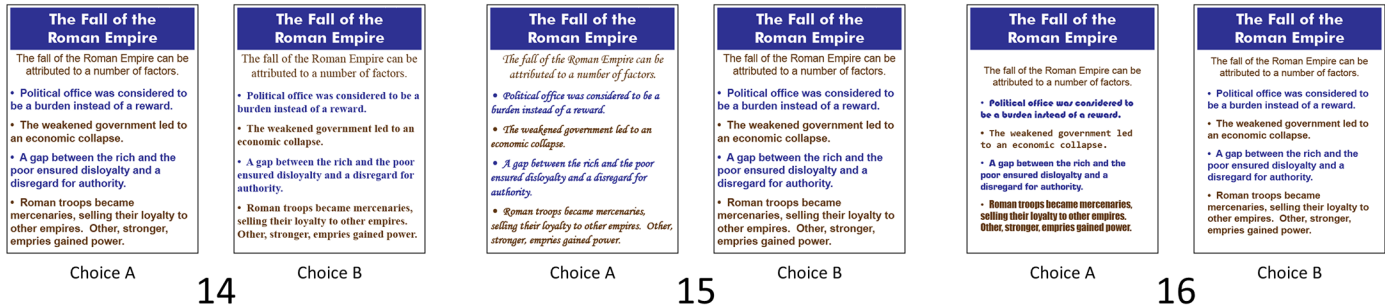 The Fall of the
Roman Empire
The fall of the Roman Empire can be
attributed to a number of factors.
• Political office was considered to
be a burden instead of a reward.
• The weakened government led to
an economic collapse.
• A gap between the rich and the
poor ensured disloyalty and a
disregard for authority.
• Roman troops became
mercenaries, selling their loyalty to
other empires. Other, stronger,
empries gained power.
Choice A
The Fall of the
Roman Empire
The fall of the Roman Empire can be
attributed to a number of factors.
• Political office was considered to be a
burden instead of a reward.
• The weakened government led to an
economic collapse.
• A gap between the rich and the poor
ensured disloyalty and a disregard for
authority.
• Roman troops became mercenaries,
selling their loyalty to other empires.
Other, stronger, empries gained power.
Choice B
14
The Fall of the
Roman Empire
The fall of the Roman Empire can be
attributed to a number of factors.
• Political office was considered to be a
burden instead of a reward.
• The weakened government led to an
economic collapse.
• A gap between the rich and the poor
ensured disloyalty and a disregard for
authority.
• Roman troops became mercenaries,
selling their loyalty to other empires. Other,
stronger, empries gained power.
Choice A
The Fall of the
Roman Empire
The fall of the Roman Empire can be
attributed to a number of factors.
• Political office was considered to
be a burden instead of a reward.
• The weakened government led to
an economic collapse.
• A gap between the rich and the
poor ensured disloyalty and a
disregard for authority.
• Roman troops became
mercenaries, selling their loyalty to
other empires. Other, stronger,
empries gained power.
Choice B
15
The Fall of the
Roman Empire
The fall of the Roman Empire can be
attributed to a number of factors.
• Political office was considered to
be a burden instead of a reward.
• The weakened government led
to an economic collapse.
• A gap between the rich and the
poor ensured disloyalty and a
disregard for authority.
• Roman troops became mercenaries,
selling their loyalty to other empires.
Other, stronger, empries gained power.
Choice A
The Fall of the
Roman Empire
The fall of the Roman Empire can be
attributed to a number of factors.
• Political office was considered to
be a burden instead of a reward.
• The weakened government led to
an economic collapse.
• A gap between the rich and the
poor ensured disloyalty and a
disregard for authority.
• Roman troops became
mercenaries, selling their loyalty to
other empires. Other, stronger,
empries gained power.
Choice B
16